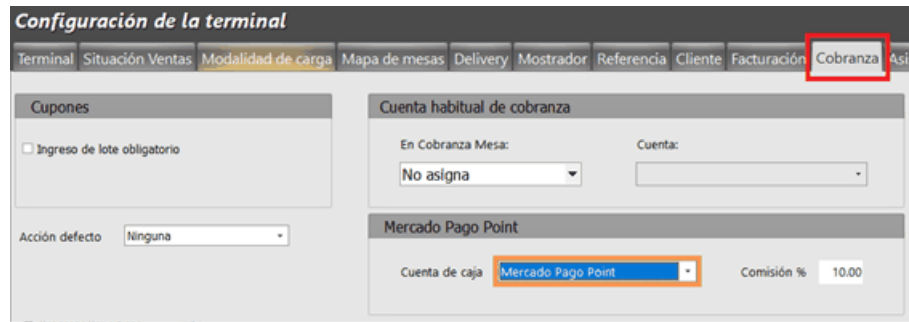 Configuración de la terminal
Terminal Situación Ventas Modalidad de carga Mapa de mesas Delivery Mostrador Referencia Cliente Facturación Cobranza Asi
Cupones
Ingreso de lote obligatorio
Acción defecto Ninguna
Cuenta habitual de cobranza
En Cobranza Mesa: Cuenta:
No asigna
Mercado Pago Point
Cuenta de caja Mercado Pago Point Comisión % 10.00